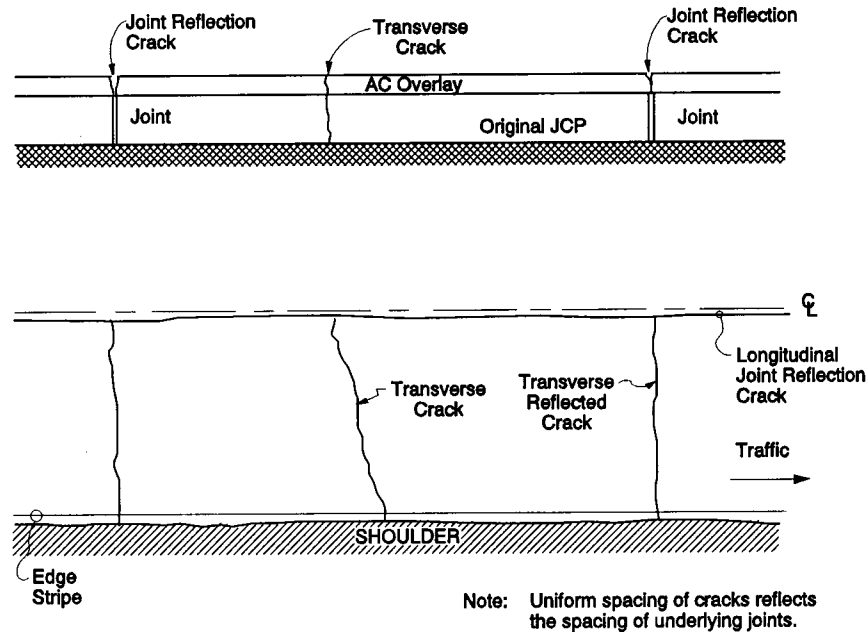 Joint Reflection
Crack
Transverse
Crack
Joint Reflection
Crack
AC Overlay
Joint
Original JCP
Joint
℄
Longitudinal
Joint Reflection
Crack
Transverse
Crack
Transverse
Reflected
Crack
Traffic
SHOULDER
Edge
Stripe
Note: Uniform spacing of cracks reflects
the spacing of underlying joints.